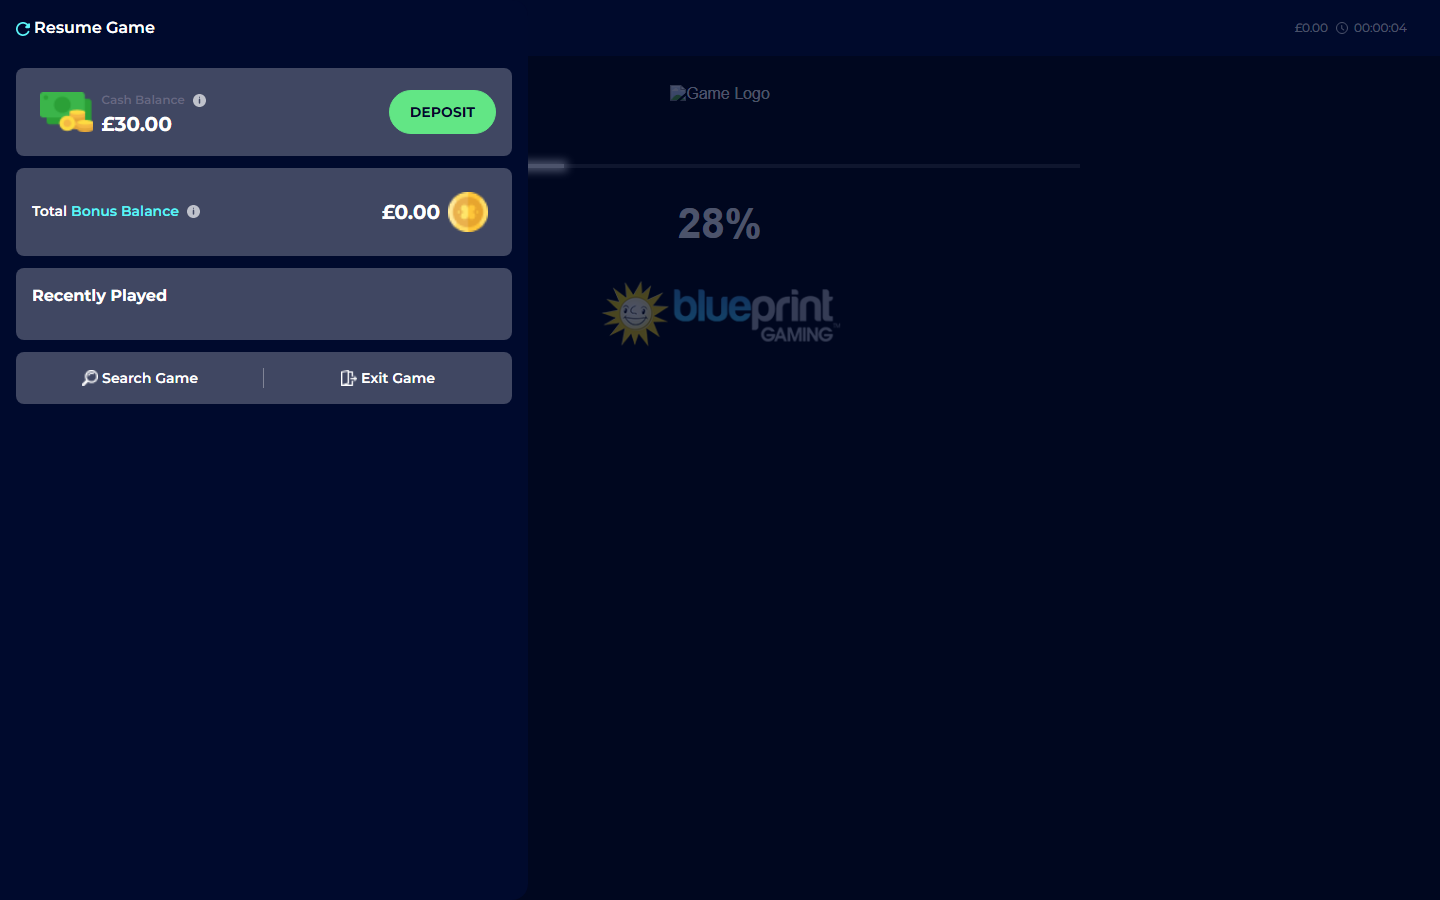 Resume Game
£0.00 00:00:04
Cash Balance i
£30.00
DEPOSIT
Total Bonus Balance i
£0.00
Recently Played
Search Game
Exit Game
Game Logo
28%
blueprint
GAMING™